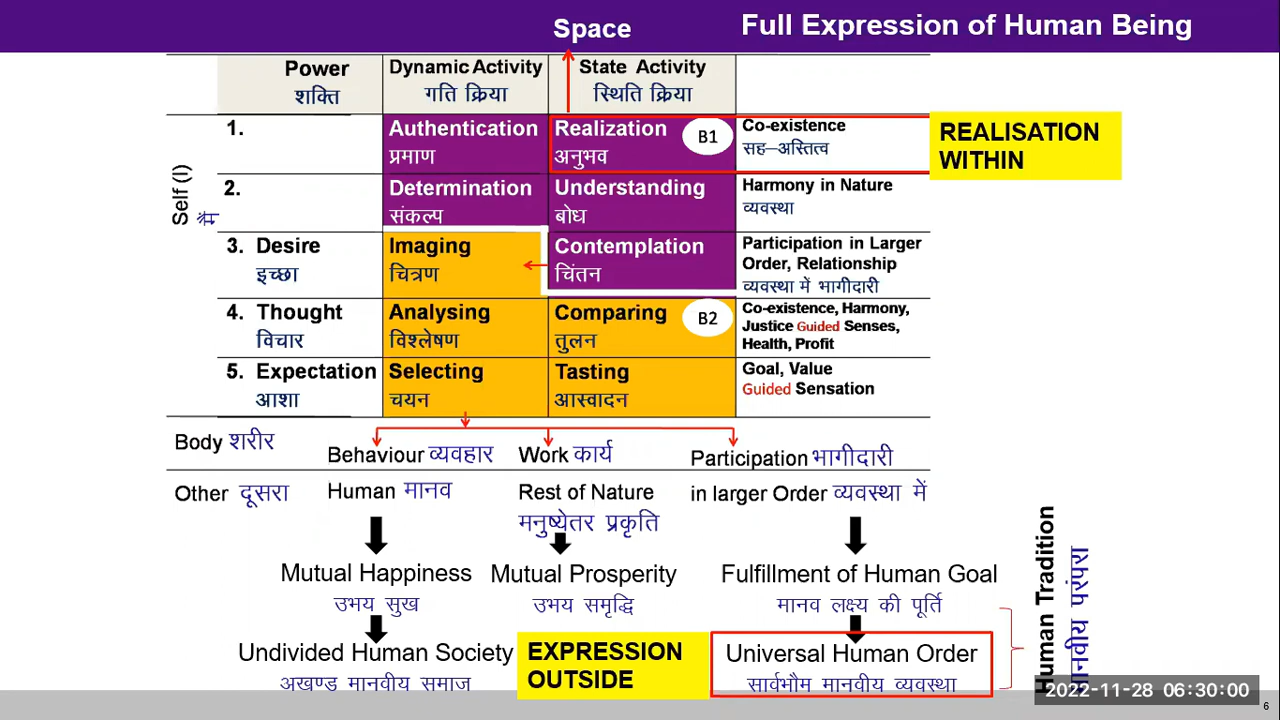 Space
Full Expression of Human Being
Power
शक्ति
Dynamic Activity
गति क्रिया
State Activity
स्थिति क्रिया
Self (I)
मैं
1.
Authentication
प्रमाण
Realization
अनुभव
B1
Co-existence
सह–अस्तित्व
REALISATION
WITHIN
2.
Determination
संकल्प
Understanding
बोध
Harmony in Nature
व्यवस्था
3. Desire
इच्छा
Imaging
चित्रण
Contemplation
चिंतन
Participation in Larger
Order, Relationship
व्यवस्था में भागीदारी
4. Thought
विचार
Analysing
विश्लेषण
Comparing
तुलन
B2
Co-existence, Harmony,
Justice Guided Senses,
Health, Profit
5. Expectation
आशा
Selecting
चयन
Tasting
आस्वादन
Goal, Value
Guided Sensation
Body शरीर
Behaviour व्यवहार
Work कार्य
Participation भागीदारी
Other दूसरा
Human मानव
Rest of Nature
मनुष्येतर प्रकृति
in larger Order व्यवस्था में
Mutual Happiness
उभय सुख
Mutual Prosperity
उभय समृद्धि
Fulfillment of Human Goal
मानव लक्ष्य की पूर्ति
Undivided Human Society
अखण्ड मानवीय समाज
EXPRESSION
OUTSIDE
Universal Human Order
सार्वभौम मानवीय व्यवस्था
Human Tradition
मानवीय परंपरा
2022-11-28 06:30:00
6